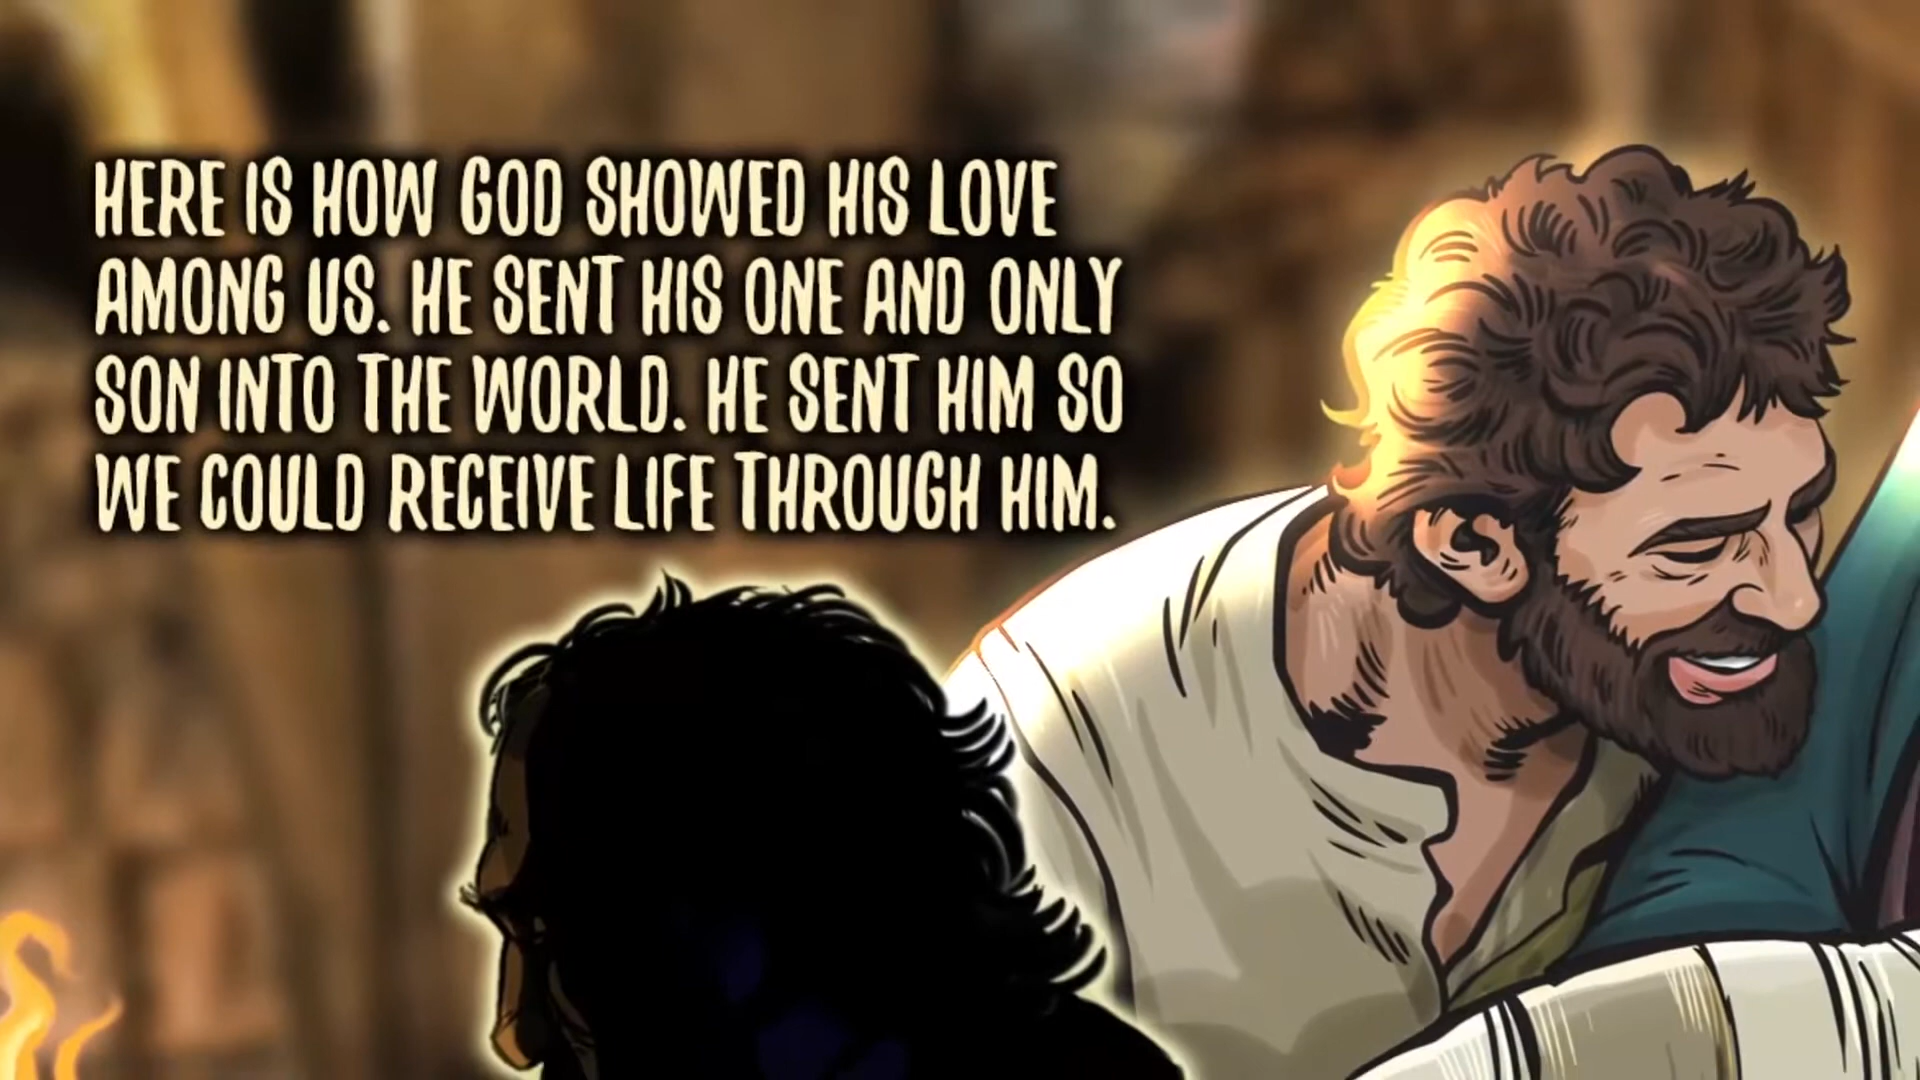 HERE IS HOW GOD SHOWED HIS LOVE
AMONG US. HE SENT HIS ONE AND ONLY
SON INTO THE WORLD. HE SENT HIM SO
WE COULD RECEIVE LIFE THROUGH HIM.